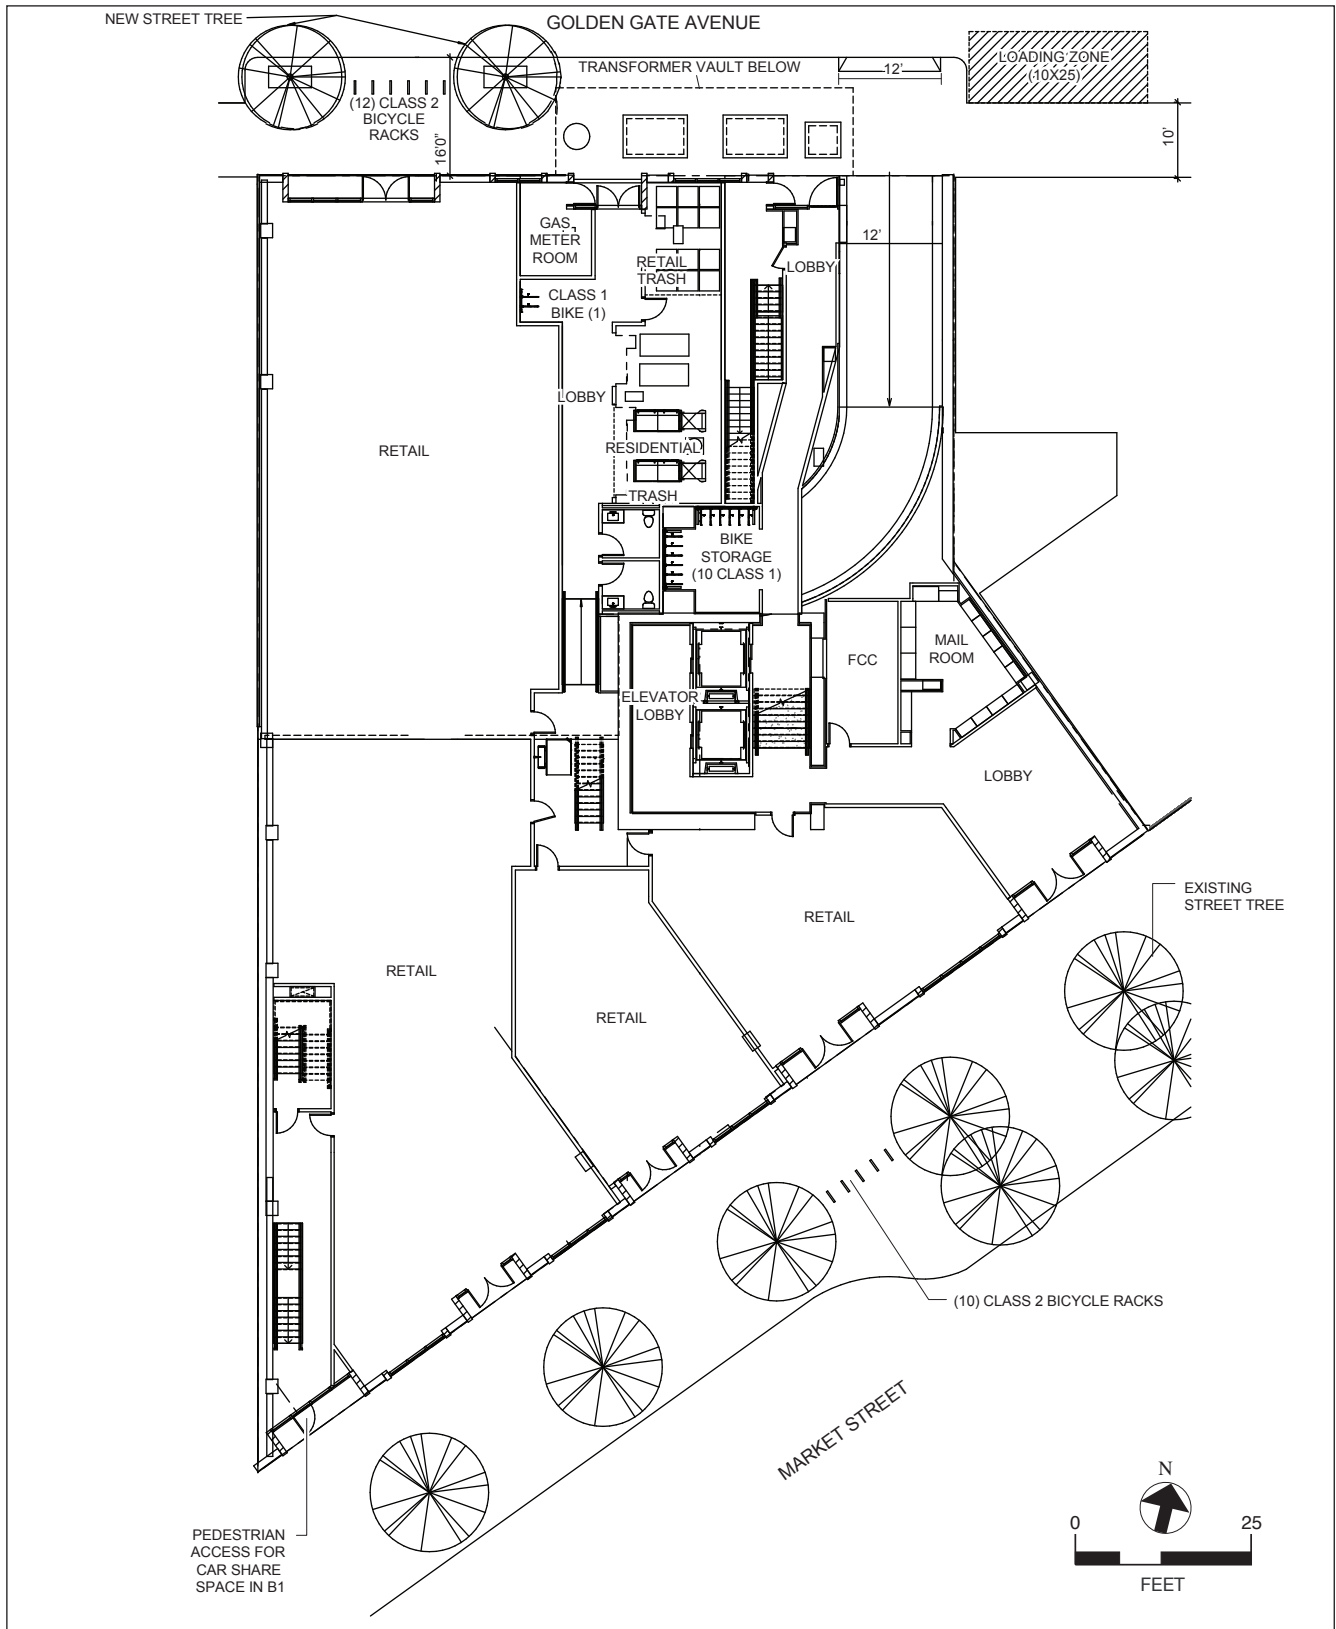 NEW STREET TREE
GOLDEN GATE AVENUE
LOADING ZONE
(10X25)
TRANSFORMER VAULT BELOW
12'
(12) CLASS 2
BICYCLE
RACKS
16'0"
10'
GAS
METER
ROOM
RETAIL
TRASH
12'
LOBBY
CLASS 1
BIKE (1)
LOBBY
RETAIL
RESIDENTIAL
TRASH
BIKE
STORAGE
(10 CLASS 1)
FCC
MAIL
ROOM
ELEVATOR
LOBBY
LOBBY
EXISTING
STREET TREE
RETAIL
RETAIL
RETAIL
(10) CLASS 2 BICYCLE RACKS
MARKET STREET
PEDESTRIAN
ACCESS FOR
CAR SHARE
SPACE IN B1
N
0 25
FEET